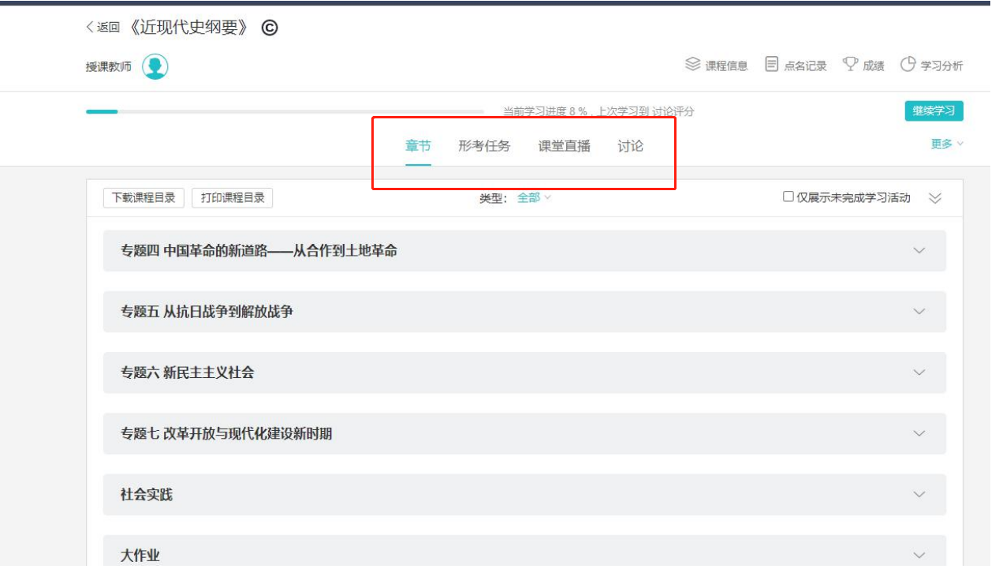 返回 《近现代史纲要》 ©
授课教师 课程信息 点名记录 成绩 学习分析
当前学习进度 8 % , 上次学习到 讨论评分 继续学习
章节 形考任务 课堂直播 讨论 更多
下载课程目录 打印课程目录 类型: 全部 仅展示未完成学习活动
专题四 中国革命的新道路——从合作到土地革命
专题五 从抗日战争到解放战争
专题六 新民主主义社会
专题七 改革开放与现代化建设新时期
社会实践
大作业